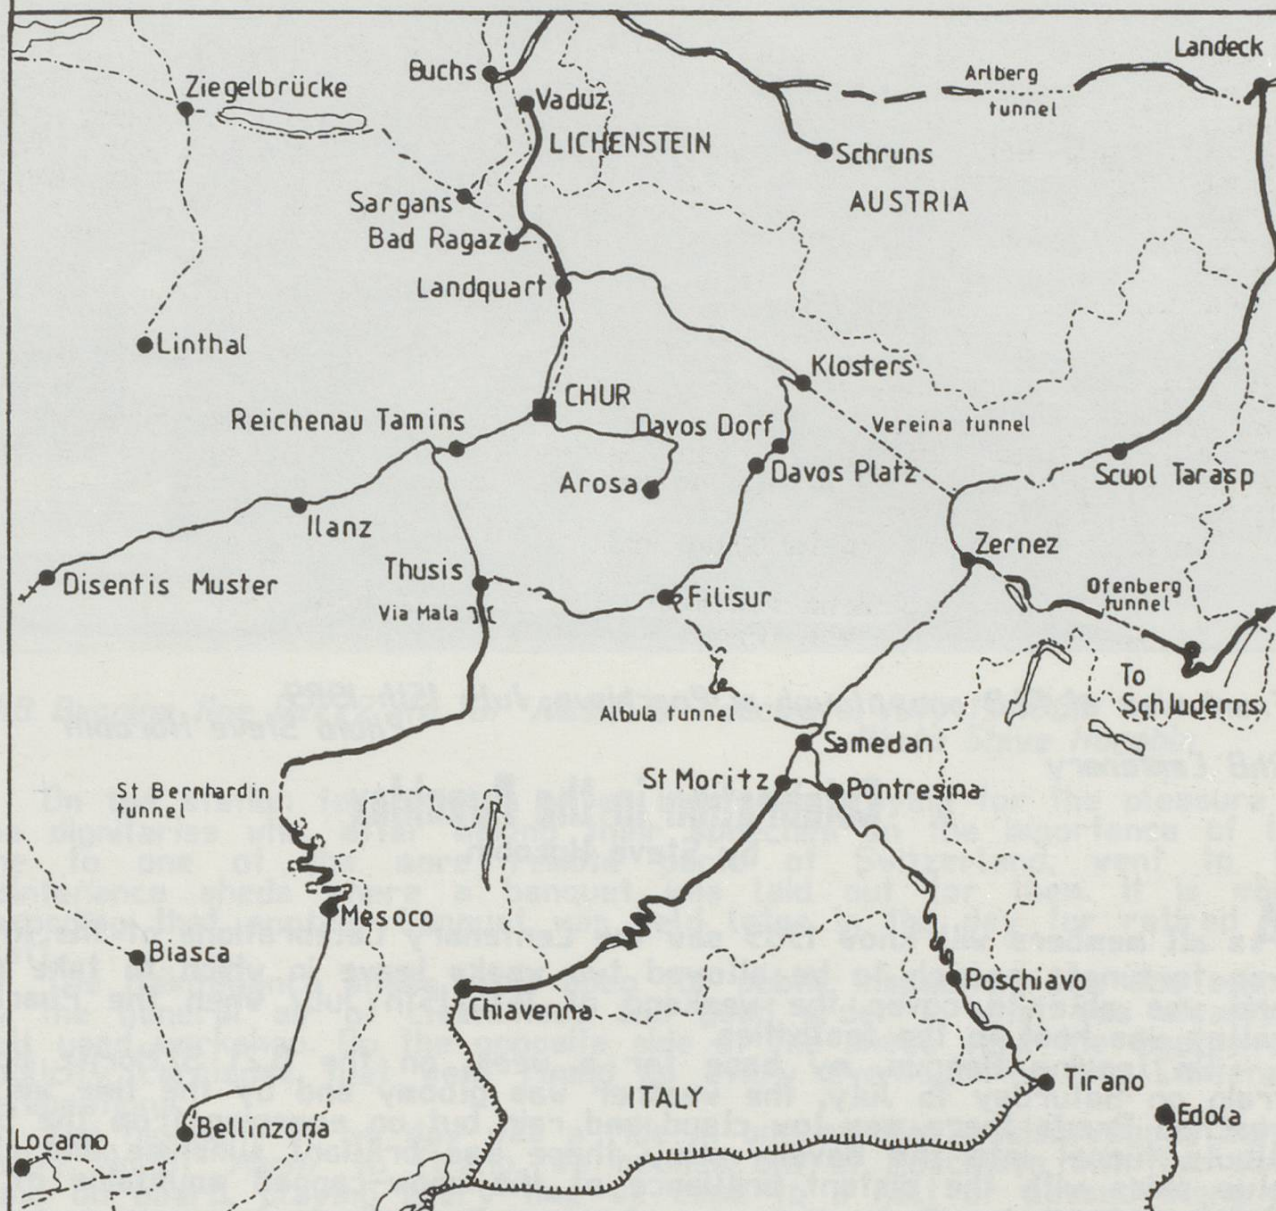 Landeck
Buchs
Arlberg
tunnel
Ziegelbrücke
Vaduz
LICHENSTEIN
Schruns
Sargans
AUSTRIA
Bad Ragaz
Landquart
Linthal
Klosters
CHUR
Reichenau Tamins
Davos Dorf
Vereina tunnel
Arosa
Davos Platz
Scuol Tarasp
Ilanz
Zernez
Disentis Muster
Thusis
Filisur
Ofenberg
tunnel
Via Mala
To
Schluderns
Albula tunnel
Samedan
St Moritz
Pontresina
St Bernhardin
tunnel
Mesoco
Biasca
Poschiavo
Chiavenna
Tirano
ITALY
Edola
Bellinzona
Locarno